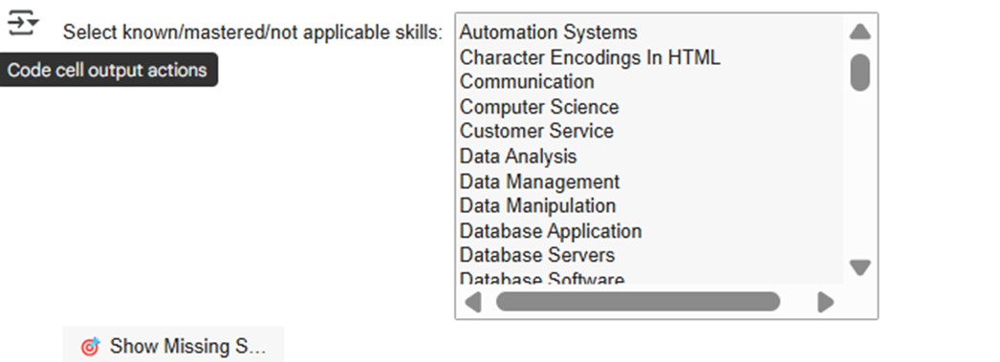 Select known/mastered/not applicable skills:
Code cell output actions
Automation Systems
Character Encodings In HTML
Communication
Computer Science
Customer Service
Data Analysis
Data Management
Data Manipulation
Database Application
Database Servers
Database Software
Show Missing S...